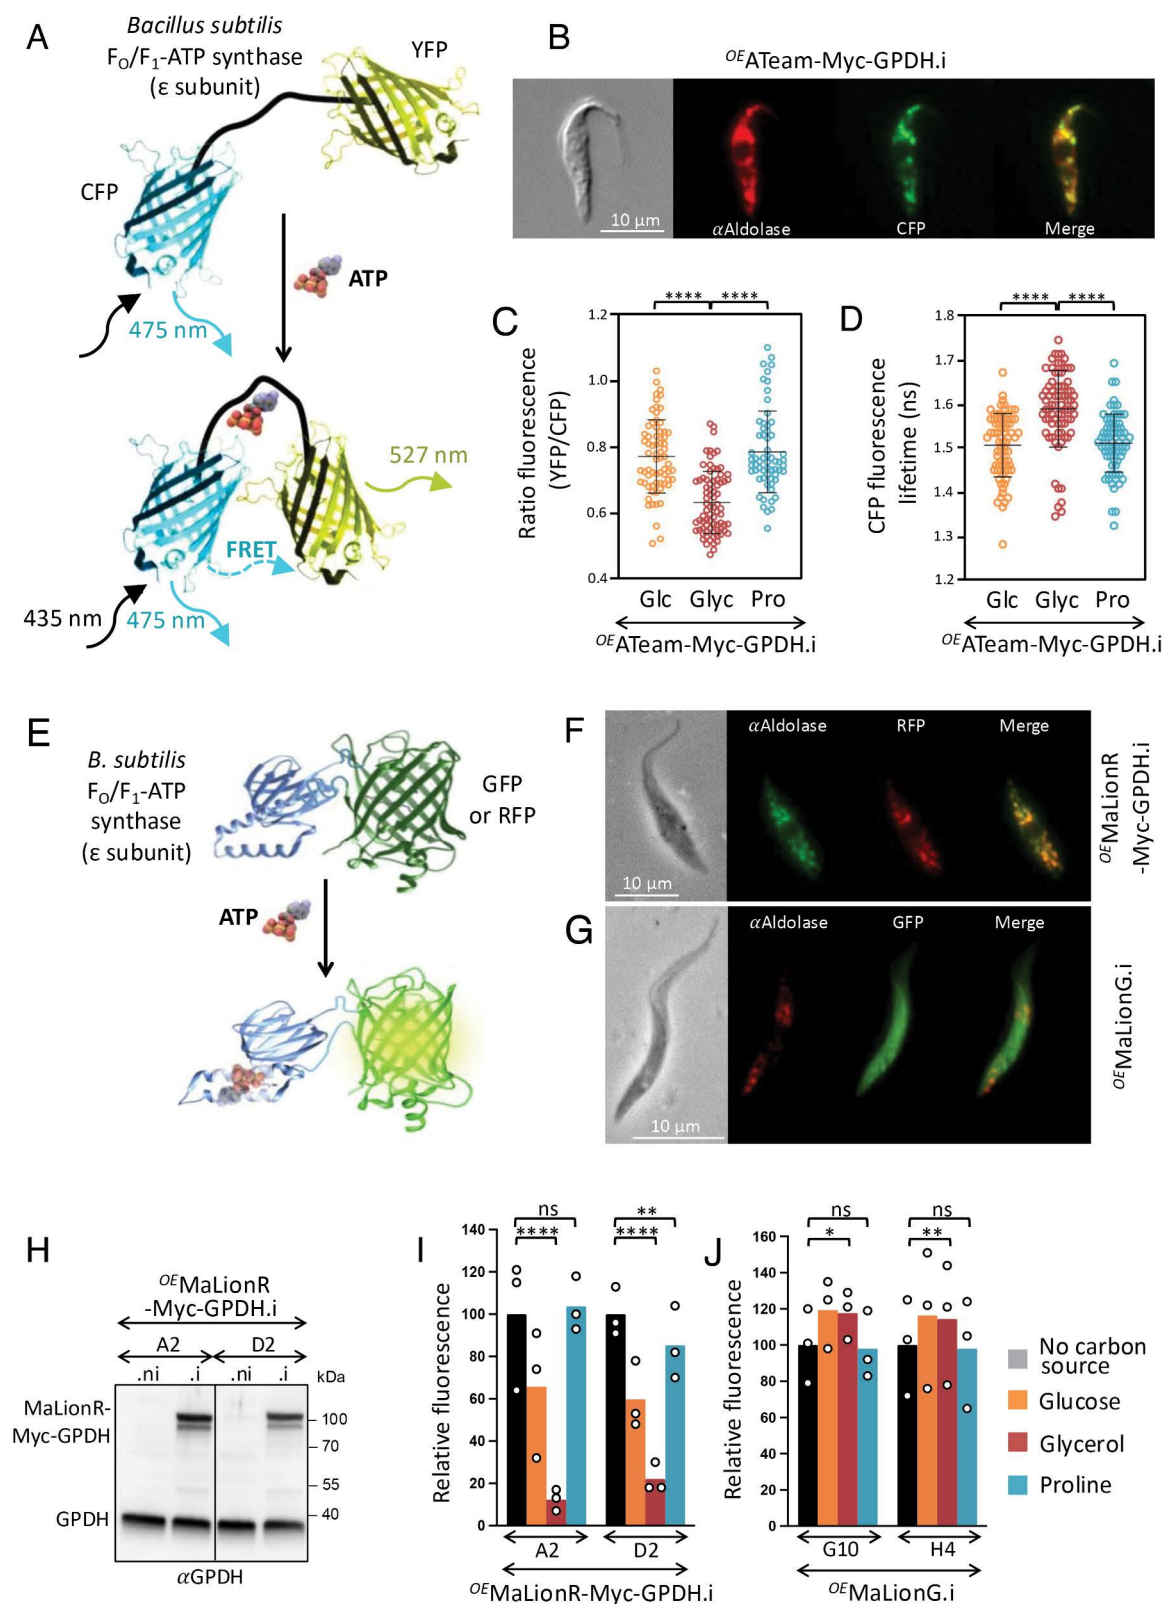 A
Bacillus subtilis
F₀/F₁-ATP synthase
(ε subunit)
YFP
CFP
475 nm
ATP
527 nm
FRET
435 nm
475 nm
B
OEATeam-Myc-GPDH.i
10 µm
αAldolase
CFP
Merge
C
**** ****
Ratio fluorescence
(YFP/CFP)
1.2
1.0
0.8
0.6
0.4
Glc Glyc Pro
OEATeam-Myc-GPDH.i
D
**** ****
CFP fluorescence
lifetime (ns)
1.8
1.7
1.6
1.5
1.4
1.3
1.2
Glc Glyc Pro
OEATeam-Myc-GPDH.i
E
B. subtilis
F₀/F₁-ATP
synthase
(ε subunit)
GFP
or RFP
ATP
F
αAldolase
RFP
Merge
10 µm
OEMaLionR
-Myc-GPDH.i
G
αAldolase
GFP
Merge
10 µm
OEMaLionG.i
H
OEMaLionR
-Myc-GPDH.i
A2 D2
.ni .i .ni .i kDa
MaLionR-
Myc-GPDH
100
70
55
GPDH
40
αGPDH
I
ns
****
**
****
Relative fluorescence
140
120
100
80
60
40
20
0
A2 D2
OEMaLionR-Myc-GPDH.i
J
ns
*
ns
**
Relative fluorescence
160
140
120
100
80
60
40
20
0
G10 H4
OEMaLionG.i
No carbon
source
Glucose
Glycerol
Proline